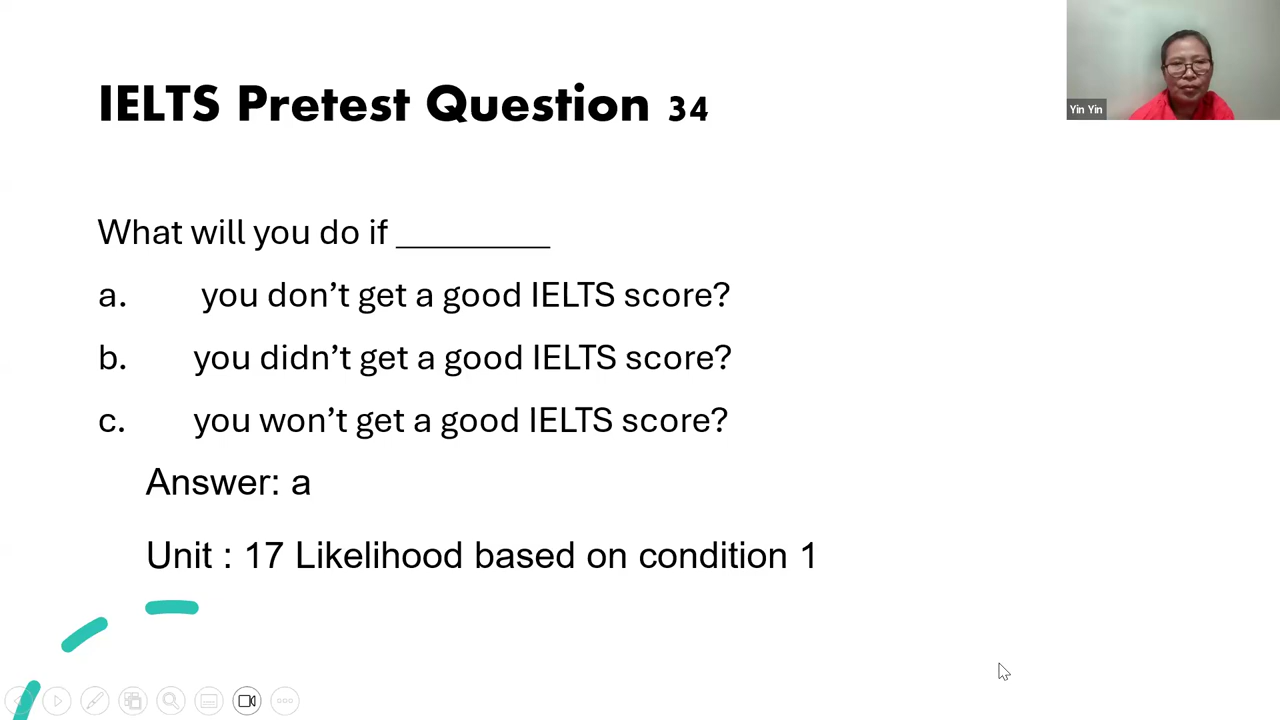 IELTS Pretest Question 34
Yin Yin
What will you do if _________
a. you don’t get a good IELTS score?
b. you didn’t get a good IELTS score?
c. you won’t get a good IELTS score?
Answer: a
Unit : 17 Likelihood based on condition 1